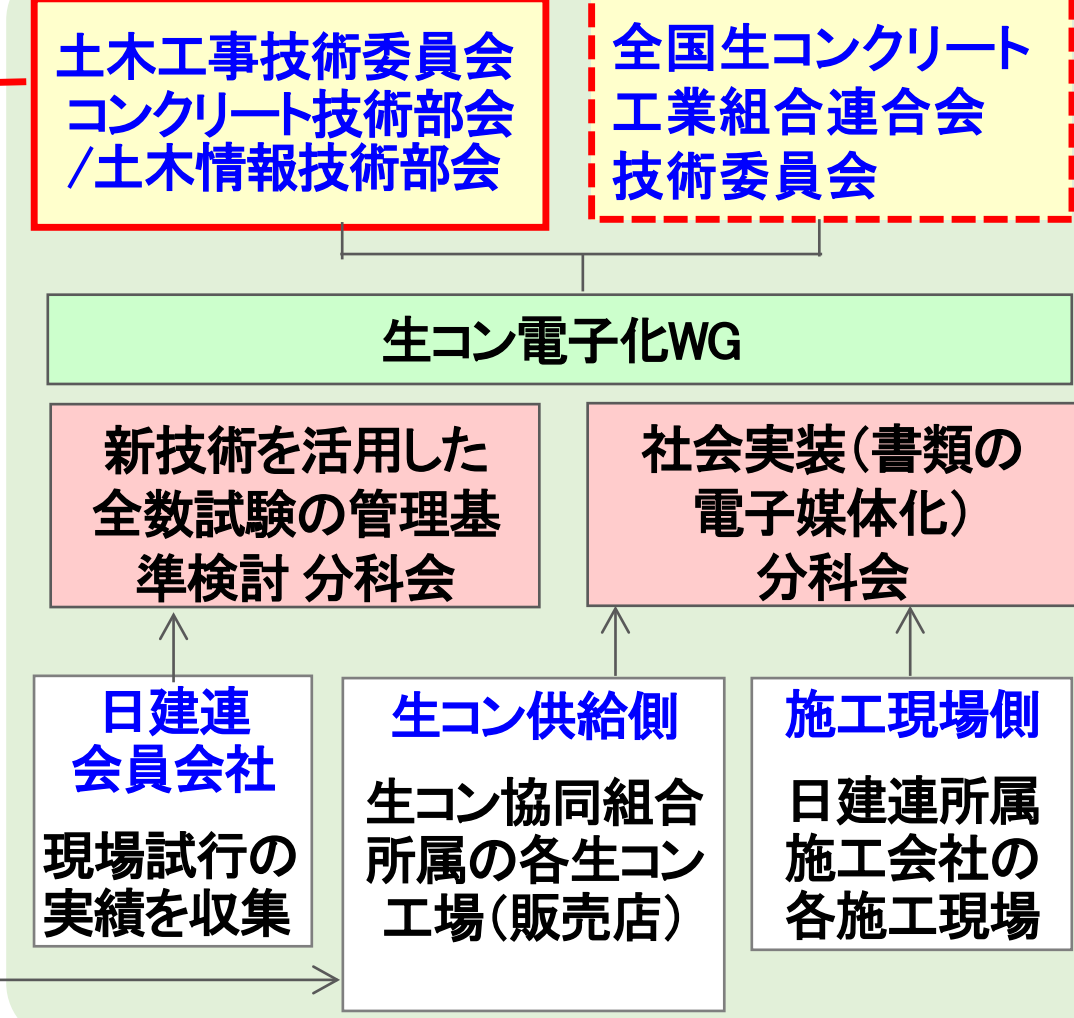 土木工事技術委員会
コンクリート技術部会
/土木情報技術部会
全国生コンクリート
工業組合連合会
技術委員会
生コン電子化WG
新技術を活用した
全数試験の管理基
準検討 分科会
社会実装（書類の
電子媒体化）
分科会
日建連
会員会社
現場試行の
実績を収集
生コン供給側
生コン協同組合
所属の各生コン
工場（販売店）
施工現場側
日建連所属
施工会社の
各施工現場